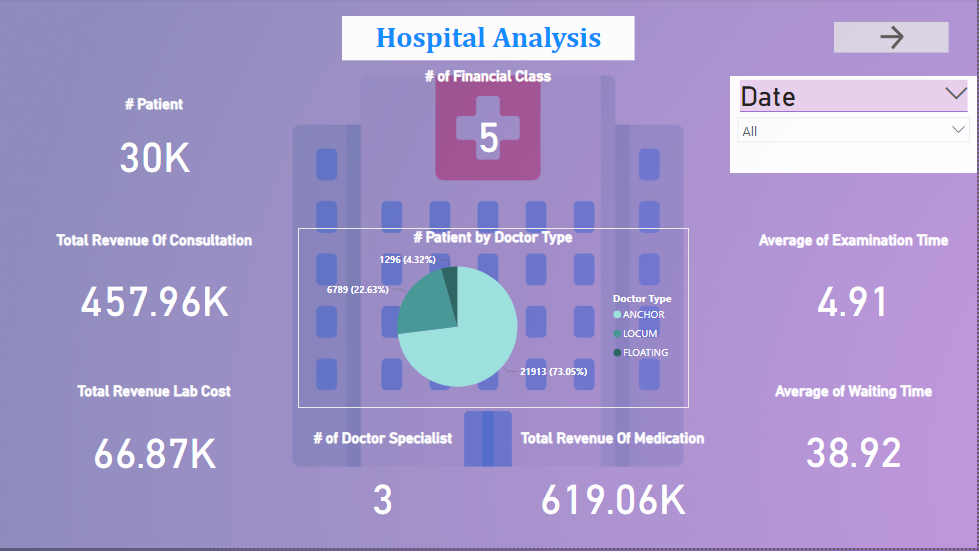 Hospital Analysis
# of Financial Class
5
Date
All
# Patient
30K
Total Revenue Of Consultation
457.96K
Total Revenue Lab Cost
66.87K
# Patient by Doctor Type
1296 (4.32%)
6789 (22.63%)
21913 (73.05%)
Doctor Type
ANCHOR
LOCUM
FLOATING
# of Doctor Specialist
3
Total Revenue Of Medication
619.06K
Average of Examination Time
4.91
Average of Waiting Time
38.92